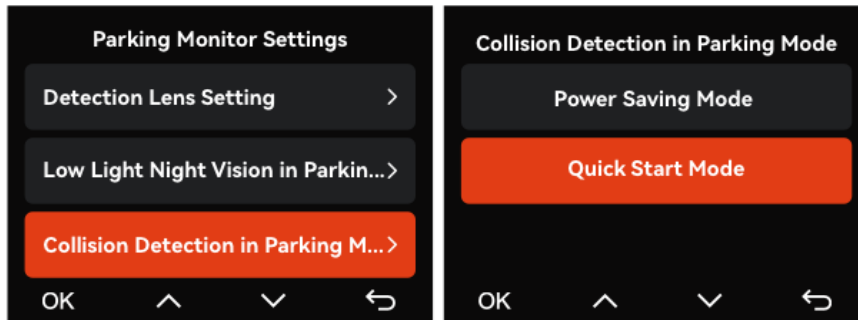 Parking Monitor Settings
Detection Lens Setting
Low Light Night Vision in Parkin...
Collision Detection in Parking M...
OK
Collision Detection in Parking Mode
Power Saving Mode
Quick Start Mode
OK